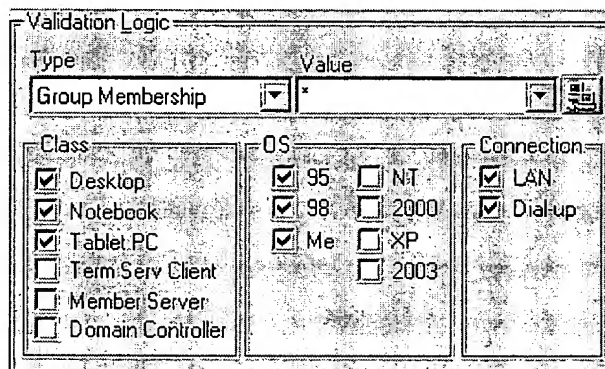 Validation Logic
Type Value
Group Membership *
Class OS Connection
Desktop 95 NT LAN
Notebook 98 2000 Dial-up
Tablet PC Me XP
Term Serv Client 2003
Member Server
Domain Controller